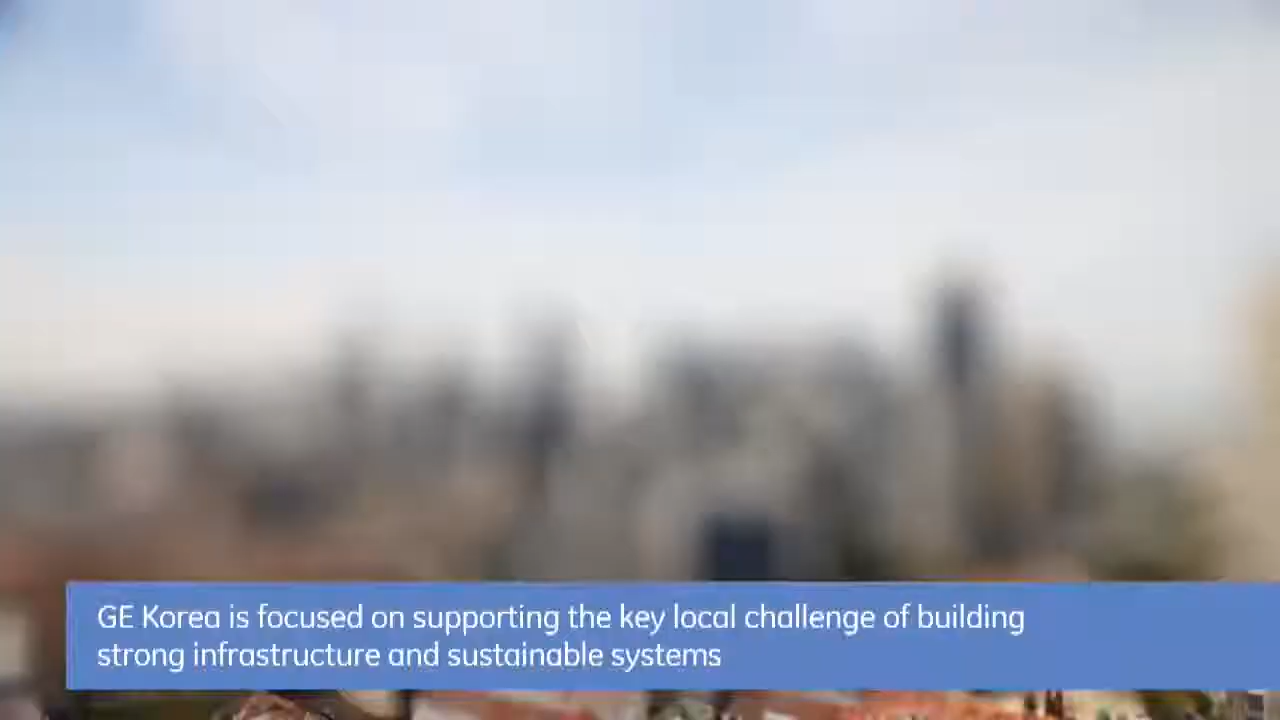 GE Korea is focused on supporting the key local challenge of building
strong infrastructure and sustainable systems